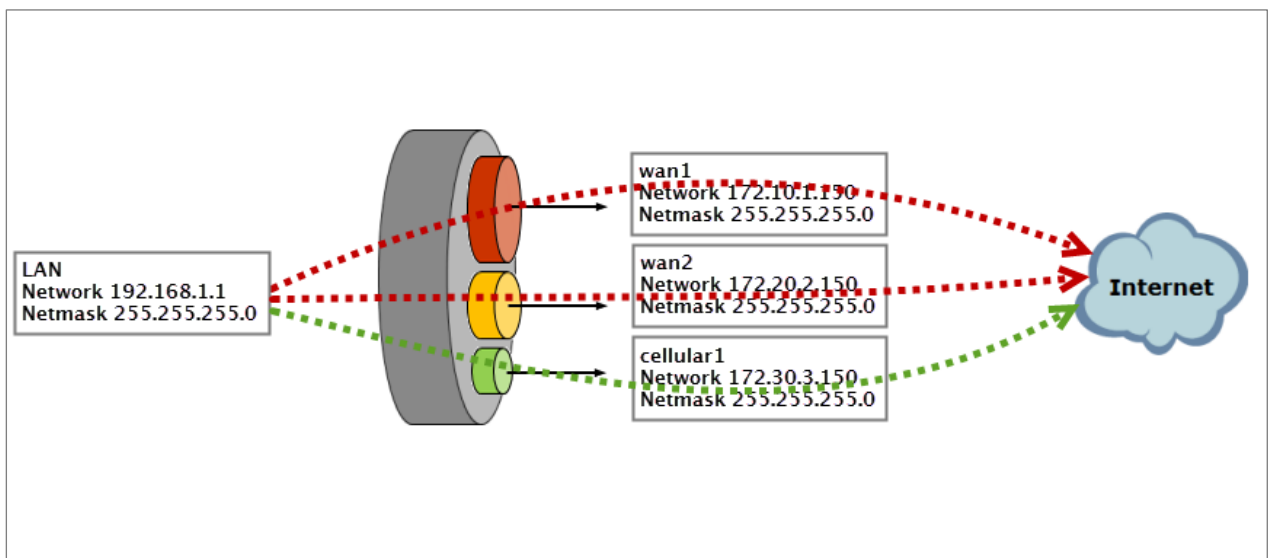 LAN
Network 192.168.1.1
Netmask 255.255.255.0
wan1
Network 172.10.1.150
Netmask 255.255.255.0
wan2
Network 172.20.2.150
Netmask 255.255.255.0
cellular1
Network 172.30.3.150
Netmask 255.255.255.0
Internet